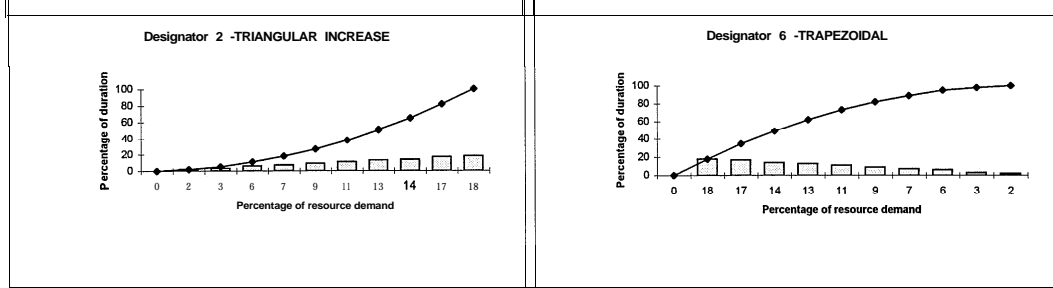 Designator 2 -TRIANGULAR INCREASE
Percentage of duration
100
80
60
40
20
0
0 2 3 6 7 9 11 13 14 17 18
Percentage of resource demand
Designator 6 -TRAPEZOIDAL
Percentage of duration
100
80
60
40
20
0
0 18 17 14 13 11 9 7 6 3 2
Percentage of resource demand